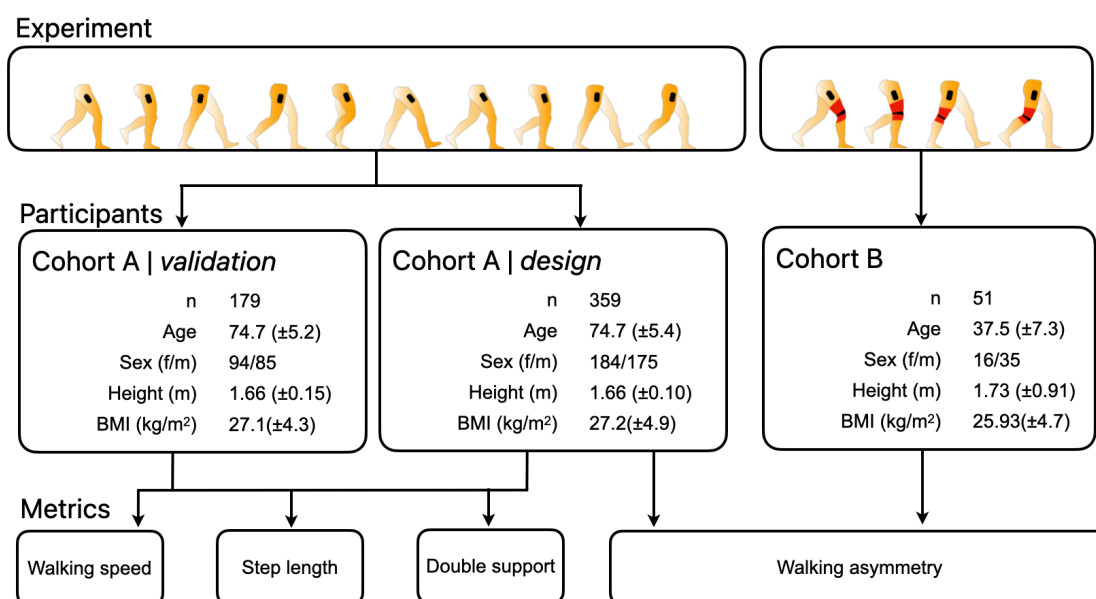 Experiment
Participants
Cohort A | validation
n 179
Age 74.7 (±5.2)
Sex (f/m) 94/85
Height (m) 1.66 (±0.15)
BMI (kg/m²) 27.1(±4.3)
Cohort A | design
n 359
Age 74.7 (±5.4)
Sex (f/m) 184/175
Height (m) 1.66 (±0.10)
BMI (kg/m²) 27.2(±4.9)
Cohort B
n 51
Age 37.5 (±7.3)
Sex (f/m) 16/35
Height (m) 1.73 (±0.91)
BMI (kg/m²) 25.93(±4.7)
Metrics
Walking speed
Step length
Double support
Walking asymmetry